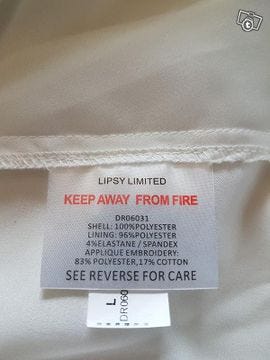 LIPSY LIMITED
KEEP AWAY FROM FIRE
DR06031
SHELL: 100%POLYESTER
LINING: 96%POLYESTER
4%ELASTANE / SPANDEX
APPLIQUE EMBROIDERY:
83% POLYESTER,17% COTTON
SEE REVERSE FOR CARE
L
DR060